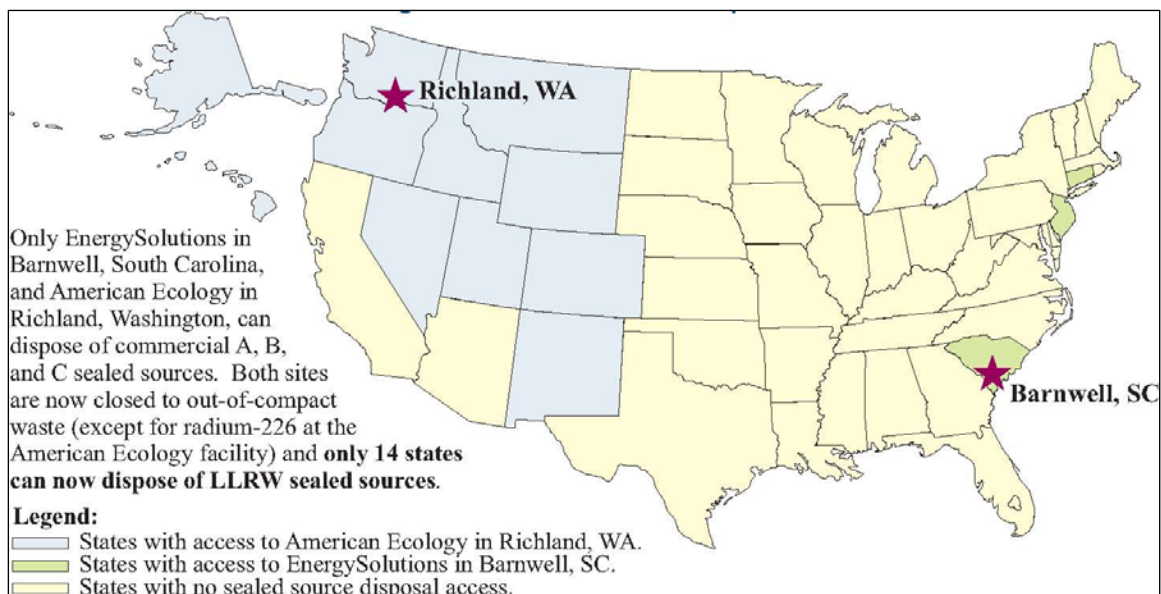 Richland, WA
Only EnergySolutions in
Barnwell, South Carolina,
and American Ecology in
Richland, Washington, can
dispose of commercial A, B,
and C sealed sources.  Both sites
are now closed to out-of-compact
waste (except for radium-226 at the
American Ecology facility) and only 14 states
can now dispose of LLRW sealed sources.
Barnwell, SC
Legend:
States with access to American Ecology in Richland, WA.
States with access to EnergySolutions in Barnwell, SC.
States with no sealed source disposal access.